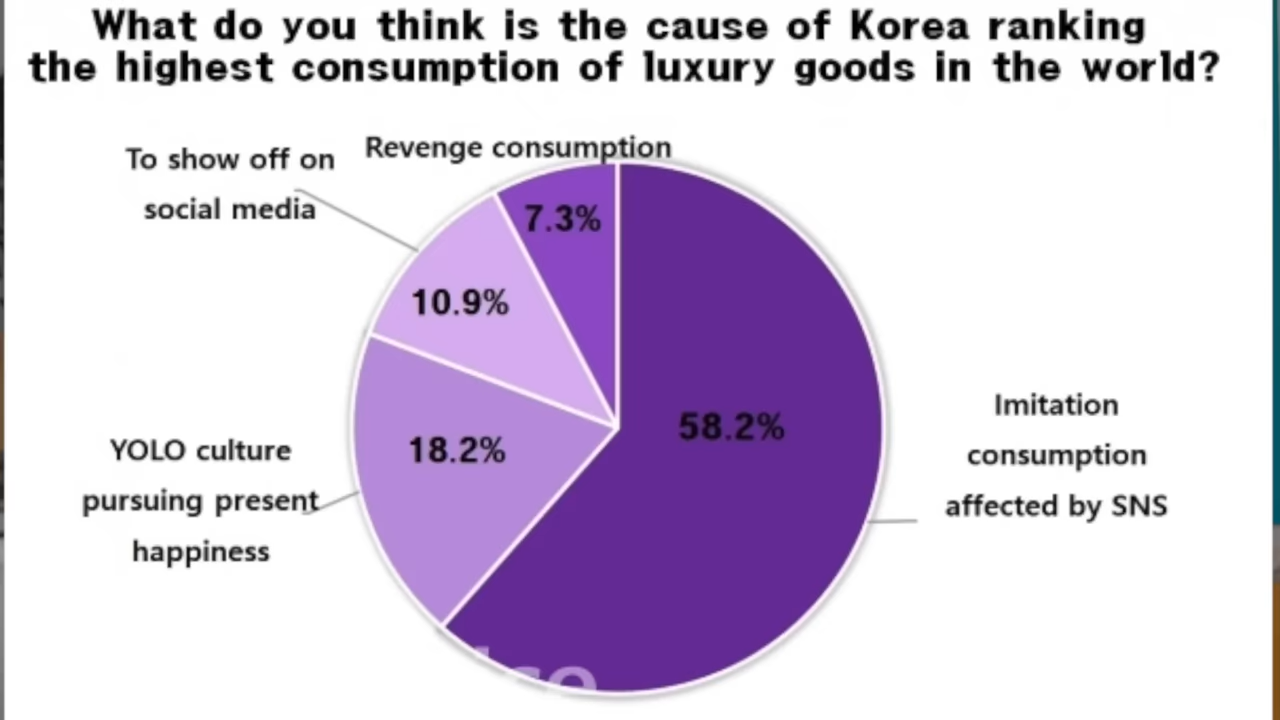 What do you think is the cause of Korea ranking
the highest consumption of luxury goods in the world?
Revenge consumption
To show off on
social media
7.3%
10.9%
58.2%
18.2%
Imitation
consumption
affected by SNS
YOLO culture
pursuing present
happiness